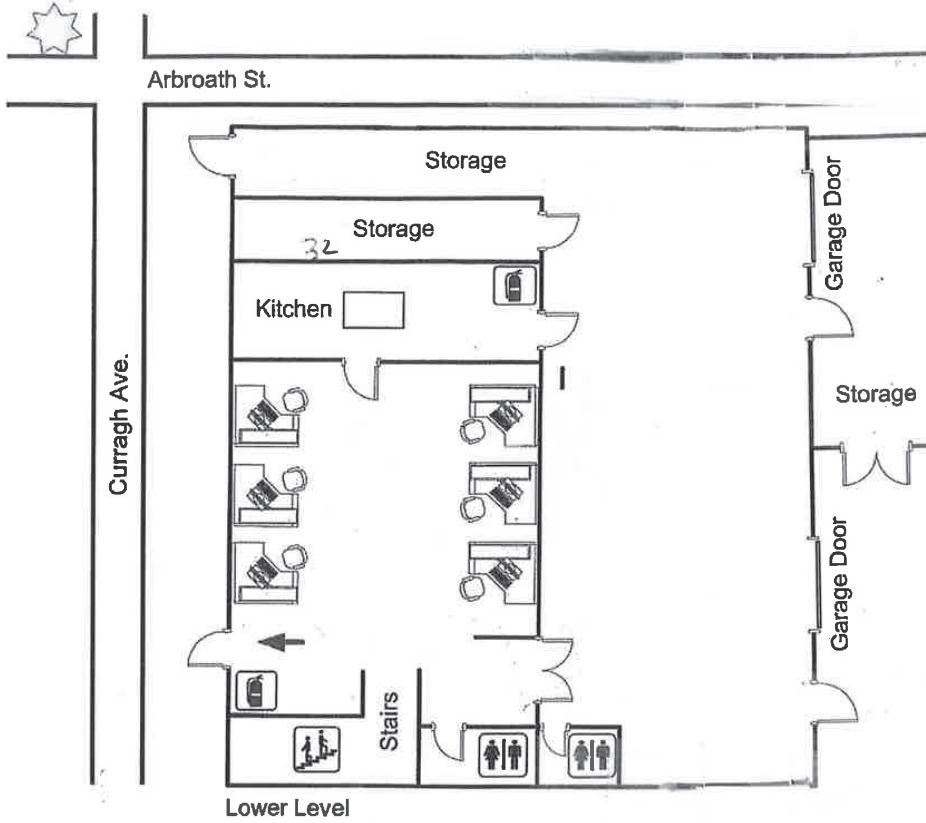 Arbroath St.
Storage
Garage Door
Storage
32
Kitchen
Curragh Ave.
Storage
Garage Door
Stairs
Lower Level